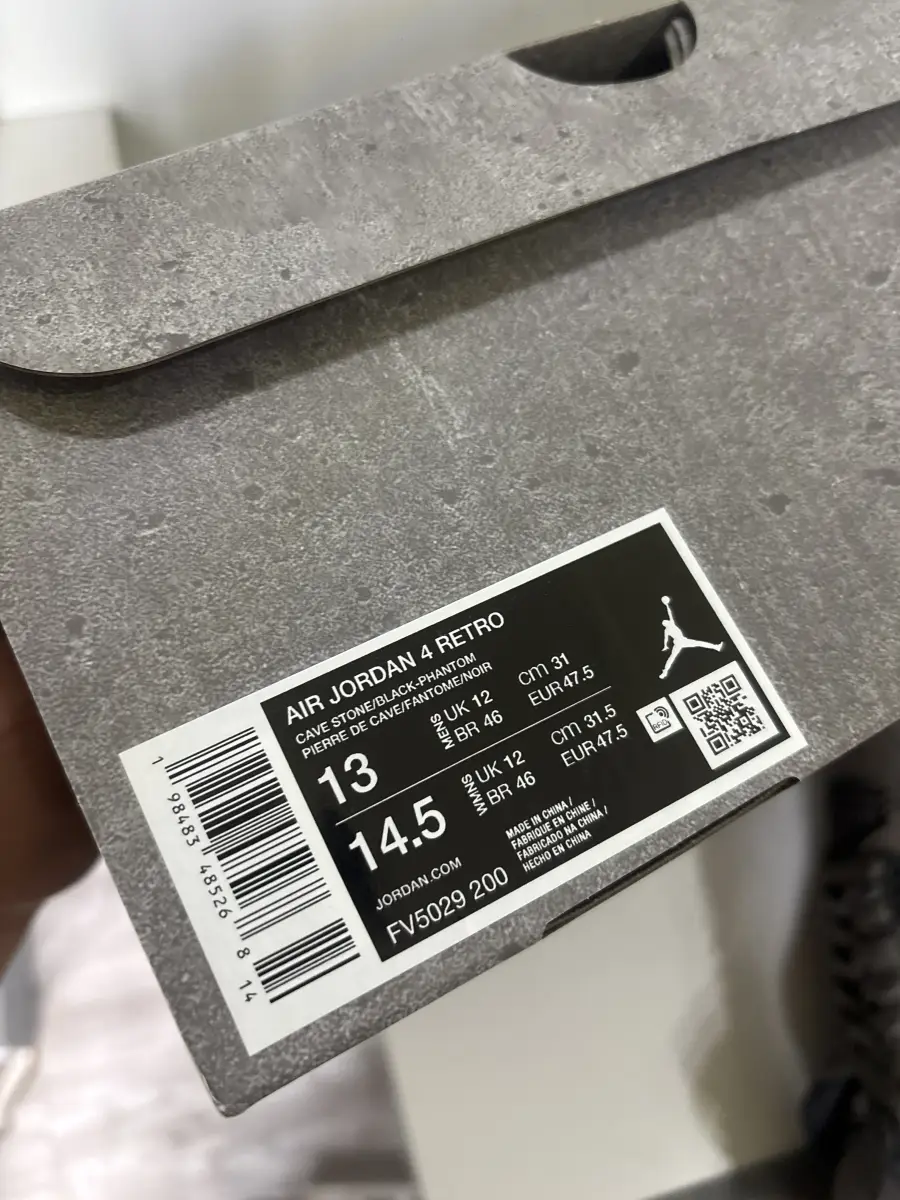 AIR JORDAN 4 RETRO
CAVE STONE/BLACK-PHANTOM
PIERRE DE CAVE/FANTOME/NOIR
13
MENS
UK 12
BR 46
cm 31
EUR 47.5
14.5
WMNS
UK 12
BR 46
cm 31.5
EUR 47.5
RFID
JORDAN.COM
FV5029 200
MADE IN CHINA /
FABRIQUE EN CHINE /
FABRICADO NA CHINA /
HECHO EN CHINA
1 98483 48526 8 14